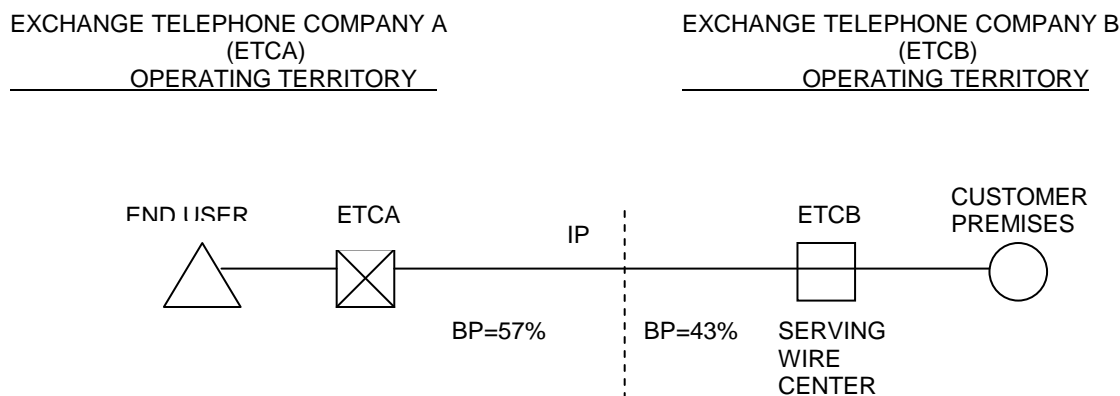 EXCHANGE TELEPHONE COMPANY A
(ETCA)
OPERATING TERRITORY
EXCHANGE TELEPHONE COMPANY B
(ETCB)
OPERATING TERRITORY
END USER
ETCA
IP
ETCB
CUSTOMER
PREMISES
BP=57%
BP=43%
SERVING
WIRE
CENTER